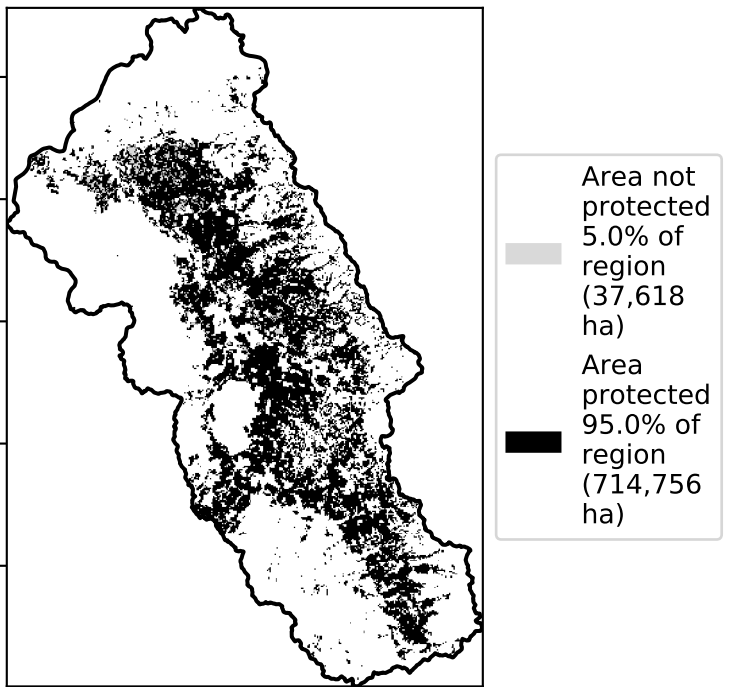 Area not
protected
5.0% of
region
(37,618
ha)
Area
protected
95.0% of
region
(714,756
ha)